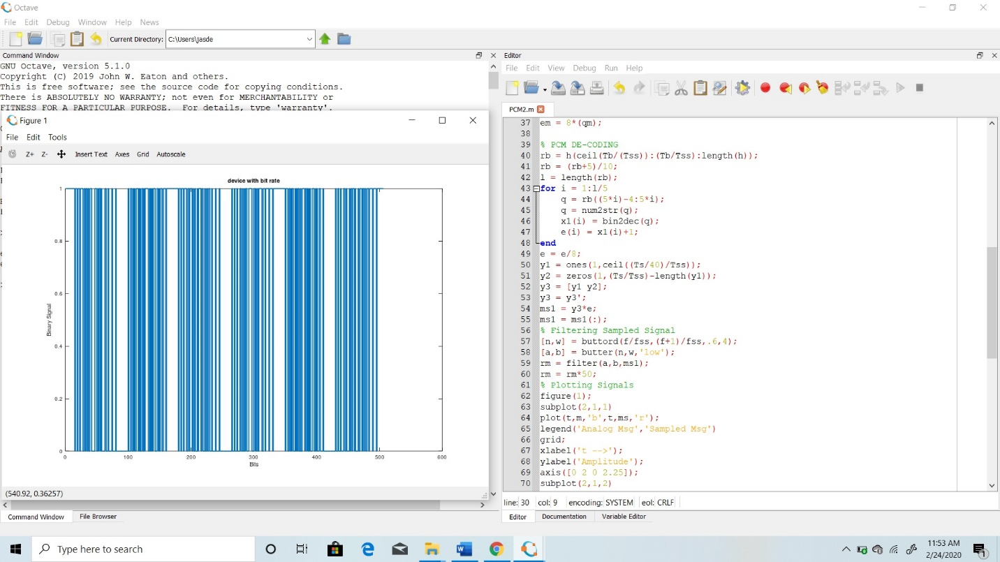 Octave
File Edit Debug Window Help News
Current Directory: C:\Users\jasde
Command Window
GNU Octave, version 5.1.0
Copyright (C) 2019 John W. Eaton and others.
This is free software; see the source code for copying conditions.
There is ABSOLUTELY NO WARRANTY; not even for MERCHANTABILITY or
FITNESS FOR A PARTICULAR PURPOSE.  For details, type 'warranty'.
Figure 1
File Edit Tools
Z+ Z- Insert Text Axes Grid Autoscale
device with bit rate
1
0.8
0.6
0.4
0.2
0
Binary Signal
0 100 200 300 400 500 600
Bits
(540.92, 0.36257)
Command Window File Browser
Editor
File Edit View Debug Run Help
PCM2.m
37 em = 8*(qm);
38
39 % PCM DE-CODING
40 rb = h(ceil(Tb/(Tss)):(Tb/Tss):length(h));
41 rb = (rb+5)/10;
42 l = length(rb);
43 for i = 1:l/5
44     q = rb((5*i)-4:5*i);
45     q = num2str(q);
46     x1(i) = bin2dec(q);
47     e(i) = x1(i)+1;
48 end
49 e = e/8;
50 y1 = ones(1,ceil((Ts/40)/Tss));
51 y2 = zeros(1,(Ts/Tss)-length(y1));
52 y3 = [y1 y2];
53 y3 = y3';
54 ms1 = y3*e;
55 ms1 = ms1(:);
56 % Filtering Sampled Signal
57 [n,w] = buttord(f/fss,(f+1)/fss,.6,4);
58 [a,b] = butter(n,w,'low');
59 rm = filter(a,b,ms1);
60 rm = rm*50;
61 % Plotting Signals
62 figure(1);
63 subplot(2,1,1)
64 plot(t,m,'b',t,ms,'r');
65 legend('Analog Msg','Sampled Msg')
66 grid;
67 xlabel('t -->');
68 ylabel('Amplitude');
69 axis([0 2 0 2.25]);
70 subplot(2,1,2)
line: 30 col: 9 encoding: SYSTEM eol: CRLF
Editor Documentation Variable Editor
Type here to search
11:53 AM
2/24/2020
1